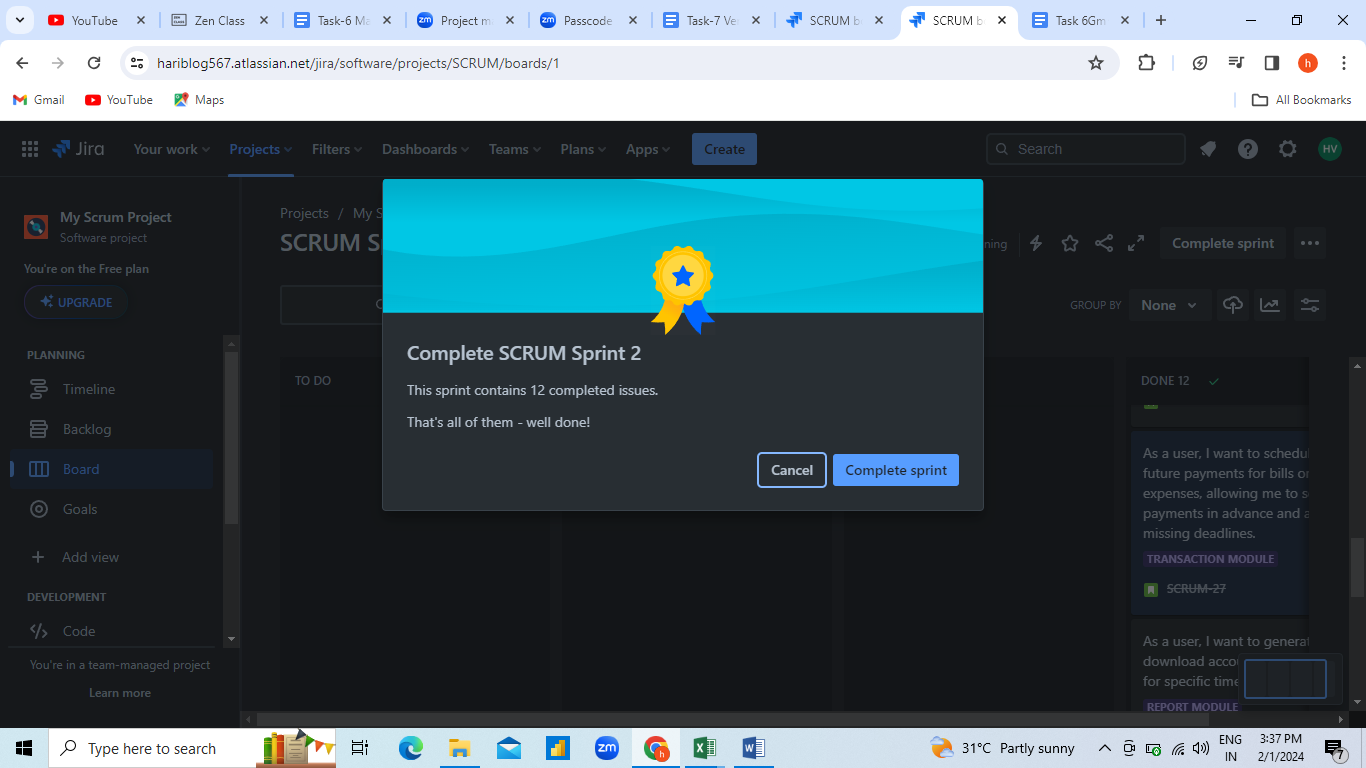 YouTube
Zen Class
Task-6 Ma
Project ma
Passcode
Task-7 Ve
SCRUM b
SCRUM b
Task 6Gm
hariblog567.atlassian.net/jira/software/projects/SCRUM/boards/1
h
Gmail
YouTube
Maps
All Bookmarks
Jira
Your work
Projects
Filters
Dashboards
Teams
Plans
Apps
Create
Search
HV
My Scrum Project
Software project
You're on the Free plan
UPGRADE
PLANNING
Timeline
Backlog
Board
Goals
Add view
DEVELOPMENT
Code
You're in a team-managed project
Learn more
Projects / My S
SCRUM S
Complete sprint
GROUP BY
None
TO DO
DONE 12
Complete SCRUM Sprint 2
This sprint contains 12 completed issues.
That's all of them - well done!
Cancel
Complete sprint
As a user, I want to schedul
future payments for bills or
expenses, allowing me to s
payments in advance and a
missing deadlines.
TRANSACTION MODULE
SCRUM-27
As a user, I want to generat
download acco
for specific time
REPORT MODULE
Type here to search
zm
31°C Partly sunny
ENG
IN
3:37 PM
2/1/2024
7